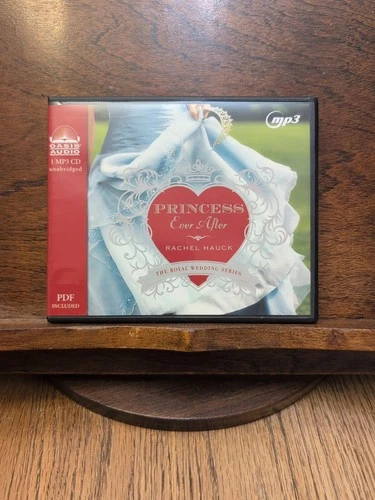 OASIS
AUDIO
1 MP3 CD
unabridged
PDF
INCLUDED
mp3
PRINCESS
Ever After
RACHEL HAUCK
THE ROYAL WEDDING SERIES